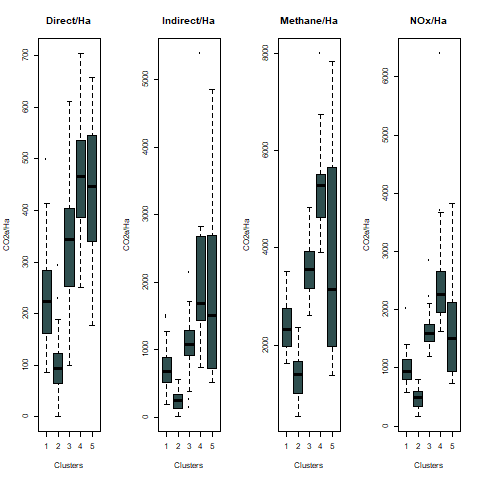 Direct/Ha
0 100 200 300 400 500 600 700
CO2e/Ha
1 2 3 4 5
Clusters
Indirect/Ha
0 1000 2000 3000 4000 5000
CO2e/Ha
1 2 3 4 5
Clusters
Methane/Ha
2000 4000 6000 8000
CO2e/Ha
1 2 3 4 5
Clusters
NOx/Ha
0 1000 2000 3000 4000 5000 6000
CO2e/Ha
1 2 3 4 5
Clusters